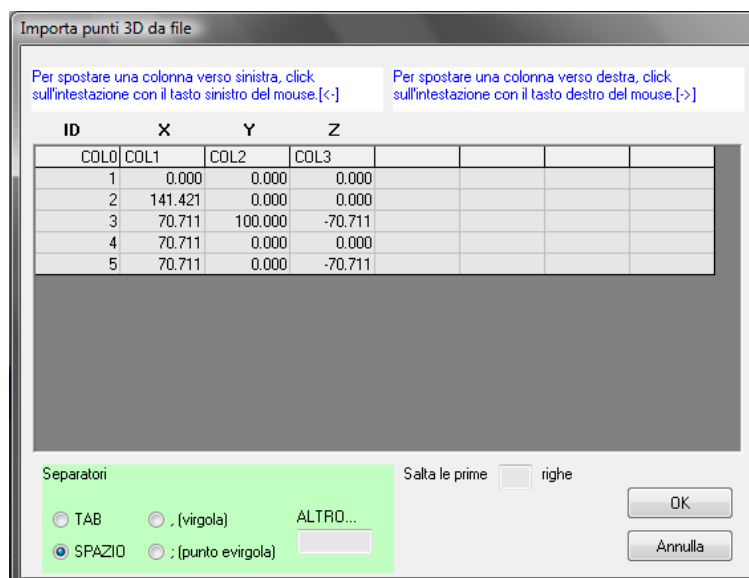 Importa punti 3D da file
Per spostare una colonna verso sinistra, click
sull'intestazione con il tasto sinistro del mouse.[<-]
Per spostare una colonna verso destra, click
sull'intestazione con il tasto destro del mouse.[->]
ID X Y Z
COL0 COL1 COL2 COL3
1 0.000 0.000 0.000
2 141.421 0.000 0.000
3 70.711 100.000 -70.711
4 70.711 0.000 0.000
5 70.711 0.000 -70.711
Separatori
TAB , (virgola) ALTRO...
SPAZIO ; (punto evirgola)
Salta le prime righe
OK
Annulla